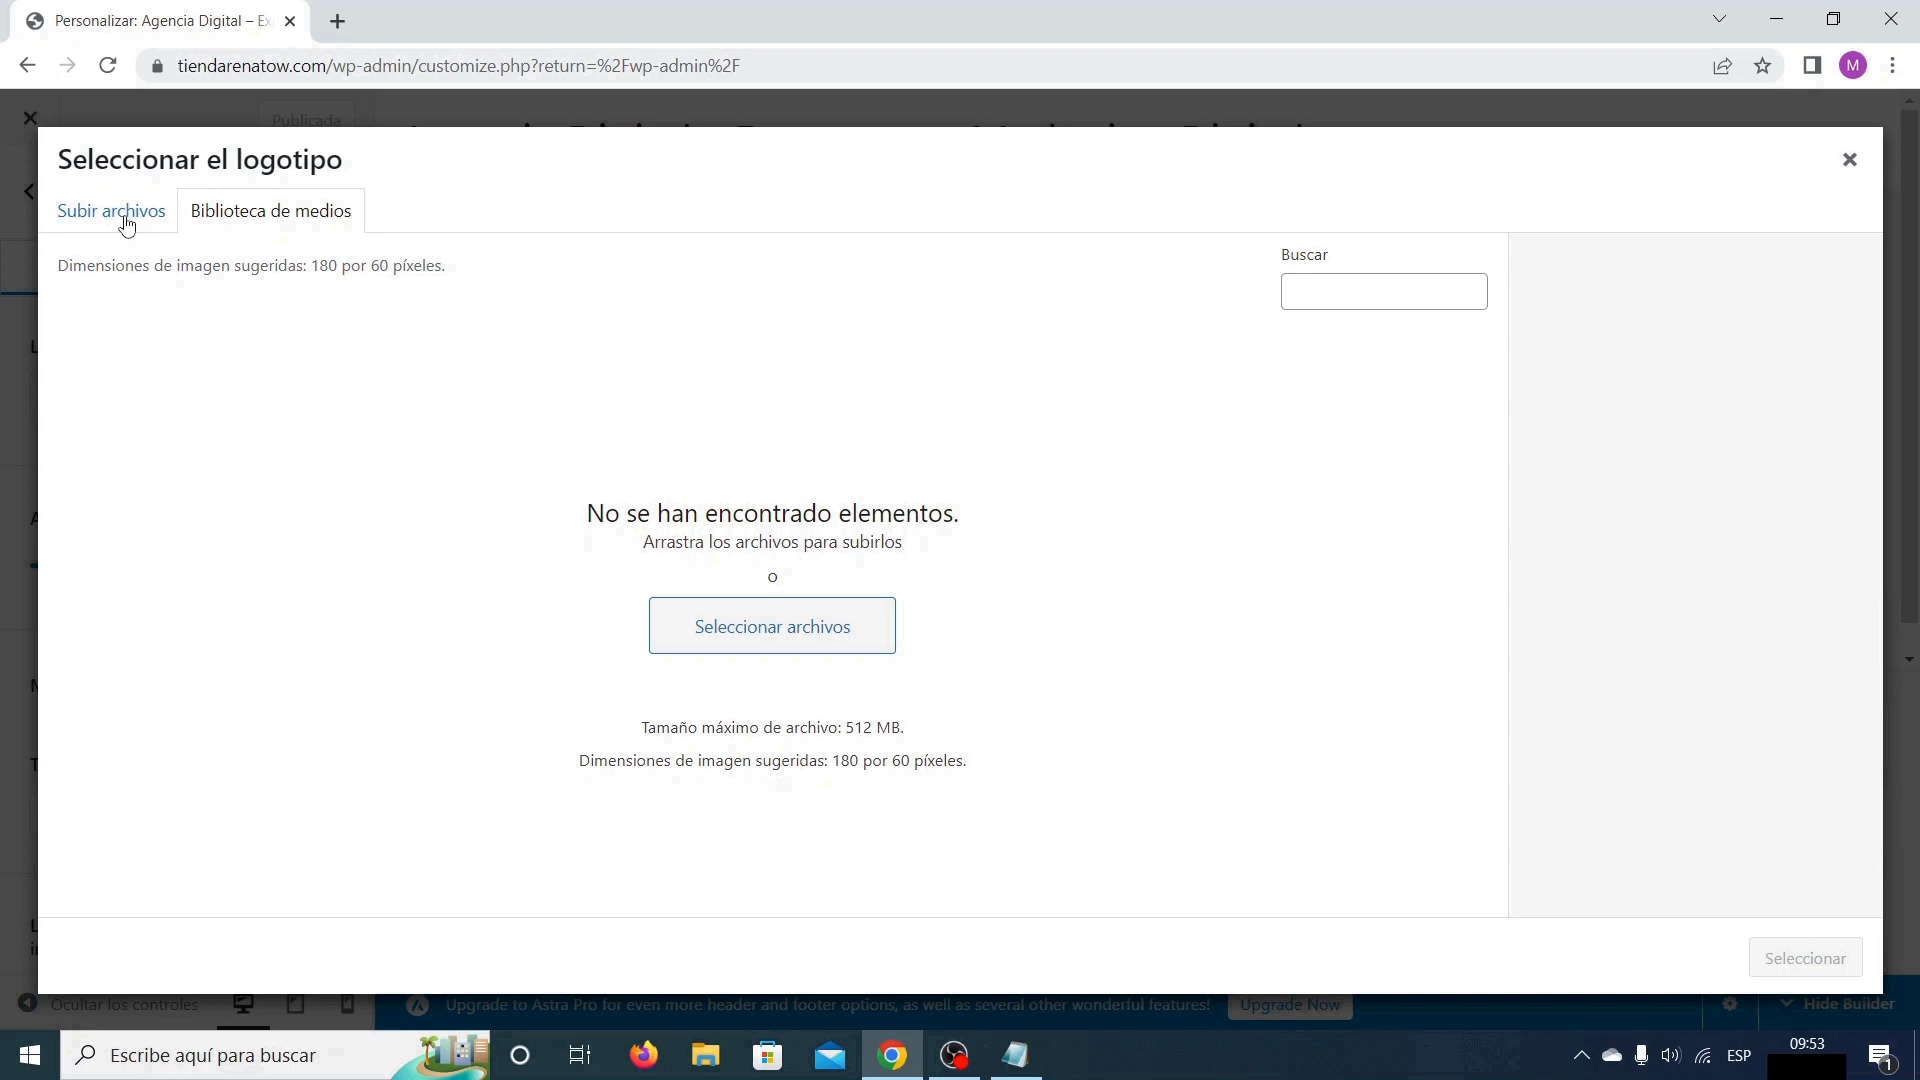 Personalizar: Agencia Digital – Ex
tiendarenatow.com/wp-admin/customize.php?return=%2Fwp-admin%2F
M
Publicada
Seleccionar el logotipo
Subir archivos
Biblioteca de medios
Dimensiones de imagen sugeridas: 180 por 60 píxeles.
Buscar
No se han encontrado elementos.
Arrastra los archivos para subirlos
o
Seleccionar archivos
Tamaño máximo de archivo: 512 MB.
Dimensiones de imagen sugeridas: 180 por 60 píxeles.
Seleccionar
Ocultar los controles
Upgrade to Astra Pro for even more header and footer options, as well as several other wonderful features!
Upgrade Now
Hide Builder
Escribe aquí para buscar
ESP
09:53
1